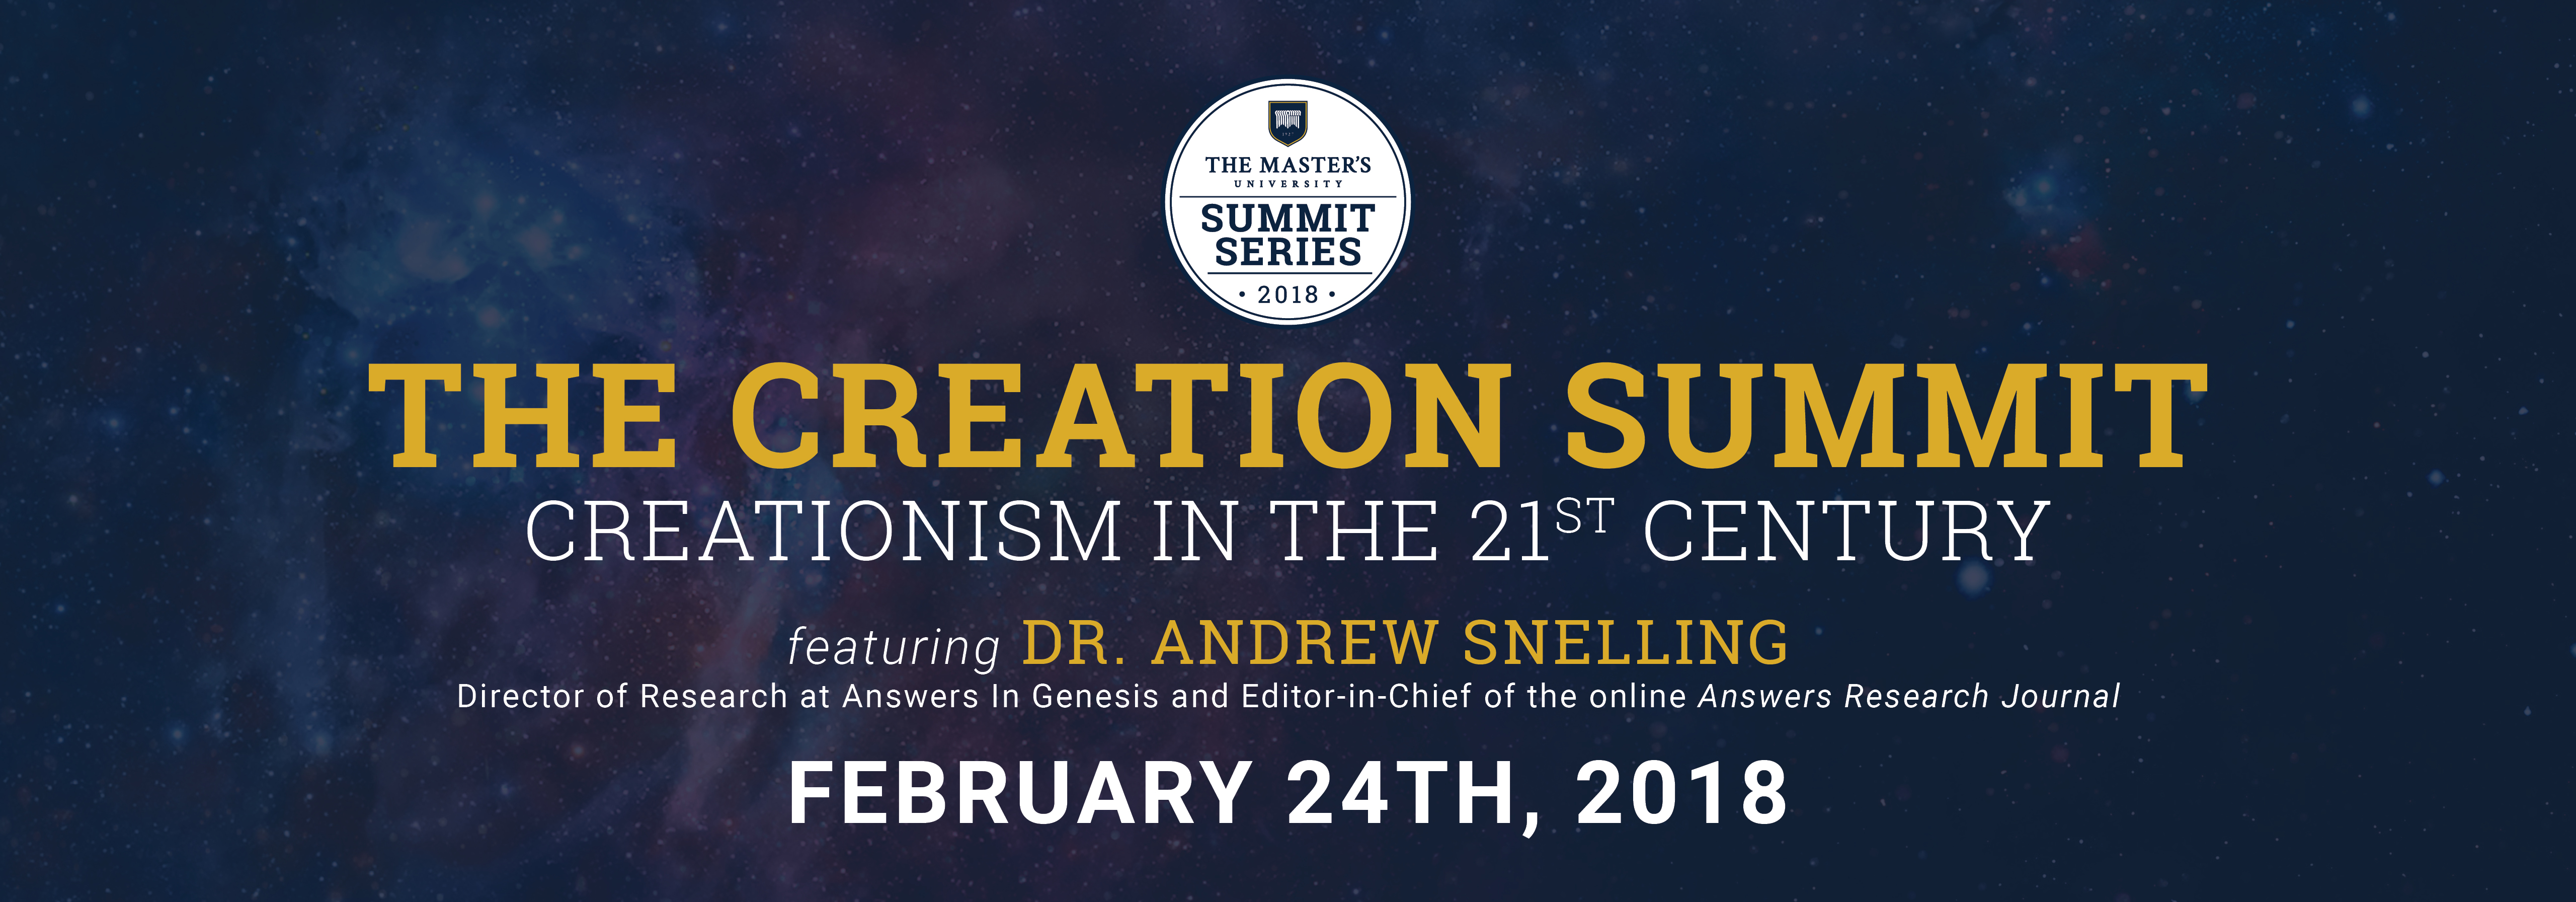 THE MASTER'S
UNIVERSITY
SUMMIT
SERIES
• 2018 •
THE CREATION SUMMIT
CREATIONISM IN THE 21ST CENTURY
featuring DR. ANDREW SNELLING
Director of Research at Answers In Genesis and Editor-in-Chief of the online Answers Research Journal
FEBRUARY 24TH, 2018